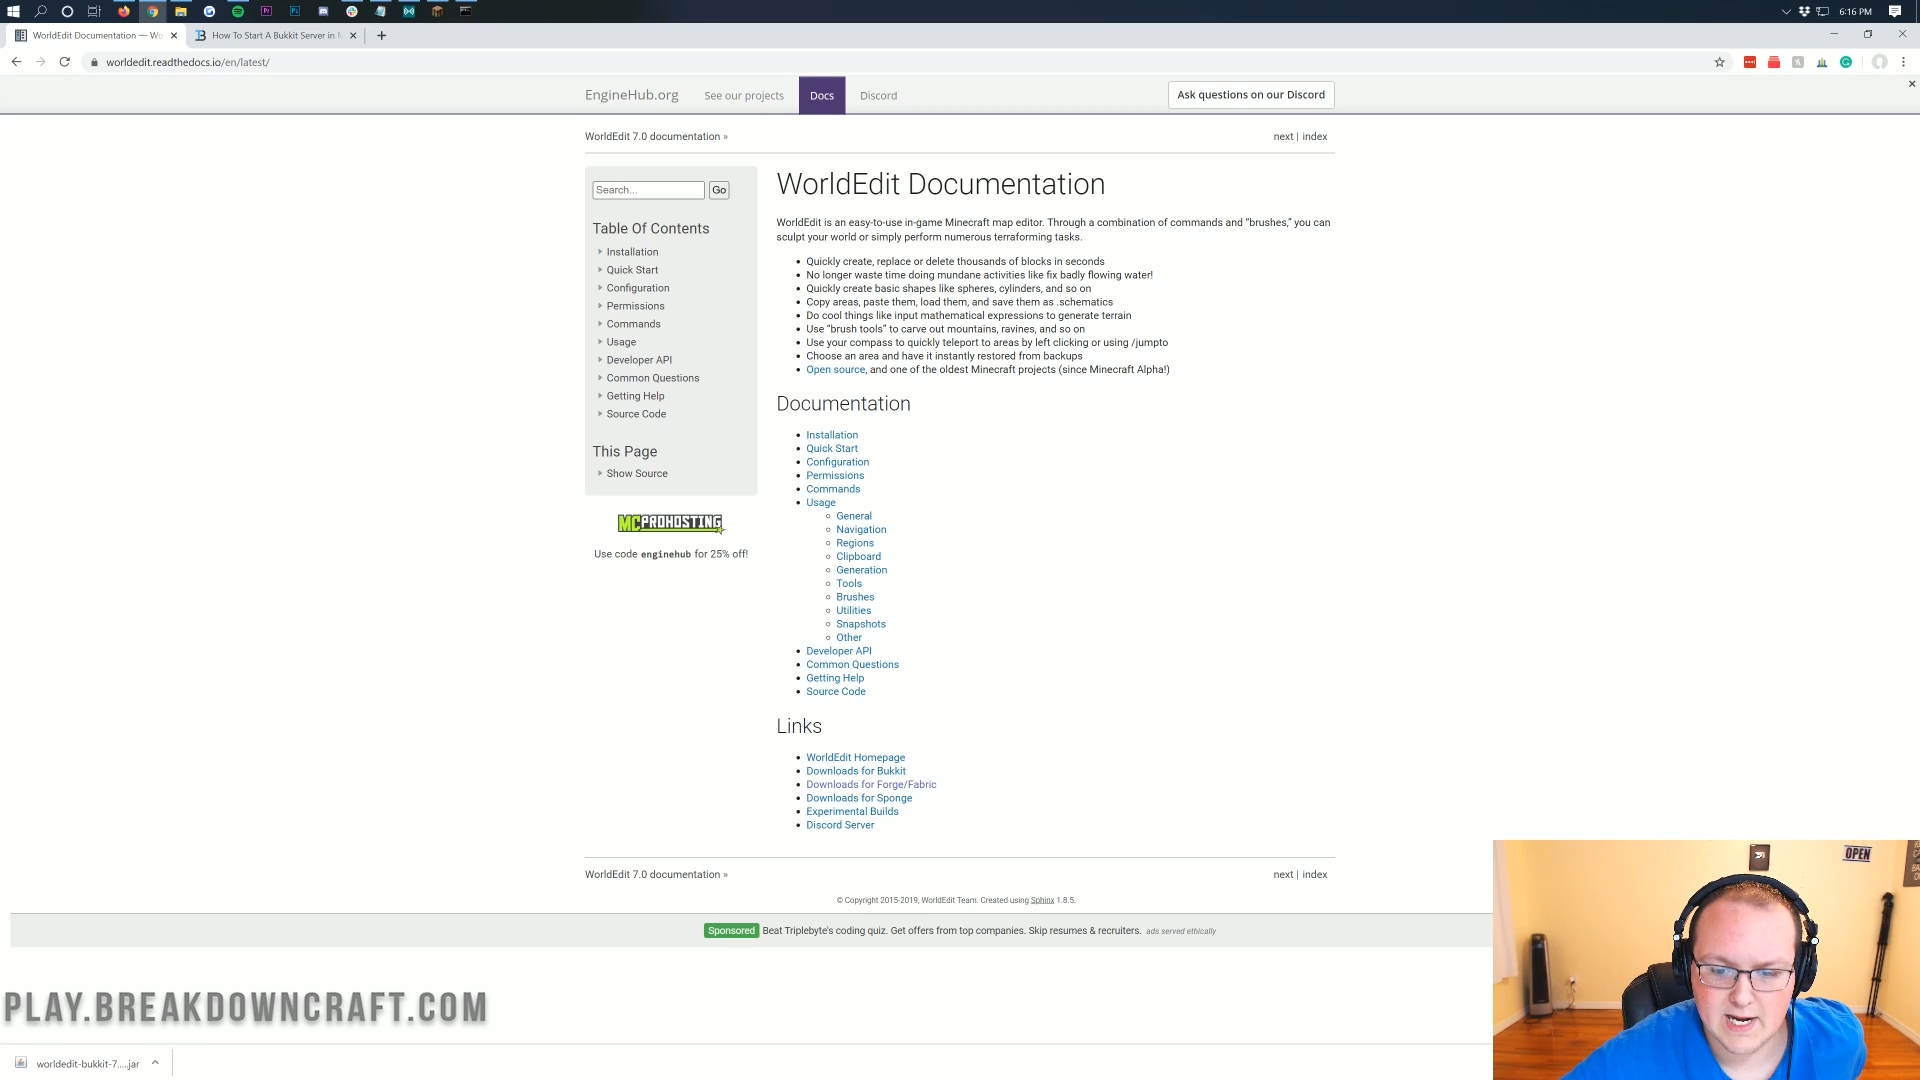 6:16 PM
WorldEdit Documentation — Wo
How To Start A Bukkit Server in
worldedit.readthedocs.io/en/latest/
EngineHub.org
See our projects
Docs
Discord
Ask questions on our Discord
WorldEdit 7.0 documentation »
next | index
Search...
Go
Table Of Contents
Installation
Quick Start
Configuration
Permissions
Commands
Usage
Developer API
Common Questions
Getting Help
Source Code
This Page
Show Source
MCPROHOSTING
Use code enginehub for 25% off!
WorldEdit Documentation
WorldEdit is an easy-to-use in-game Minecraft map editor. Through a combination of commands and “brushes,” you can
sculpt your world or simply perform numerous terraforming tasks.
Quickly create, replace or delete thousands of blocks in seconds
No longer waste time doing mundane activities like fix badly flowing water!
Quickly create basic shapes like spheres, cylinders, and so on
Copy areas, paste them, load them, and save them as .schematics
Do cool things like input mathematical expressions to generate terrain
Use “brush tools” to carve out mountains, ravines, and so on
Use your compass to quickly teleport to areas by left clicking or using /jumpto
Choose an area and have it instantly restored from backups
Open source, and one of the oldest Minecraft projects (since Minecraft Alpha!)
Documentation
Installation
Quick Start
Configuration
Permissions
Commands
Usage
General
Navigation
Regions
Clipboard
Generation
Tools
Brushes
Utilities
Snapshots
Other
Developer API
Common Questions
Getting Help
Source Code
Links
WorldEdit Homepage
Downloads for Bukkit
Downloads for Forge/Fabric
Downloads for Sponge
Experimental Builds
Discord Server
WorldEdit 7.0 documentation »
next | index
© Copyright 2015-2019, WorldEdit Team. Created using Sphinx 1.8.5.
Sponsored Beat Triplebyte's coding quiz. Get offers from top companies. Skip resumes & recruiters. ads served ethically
OPEN
PLAY.BREAKDOWNCRAFT.COM
worldedit-bukkit-7....jar